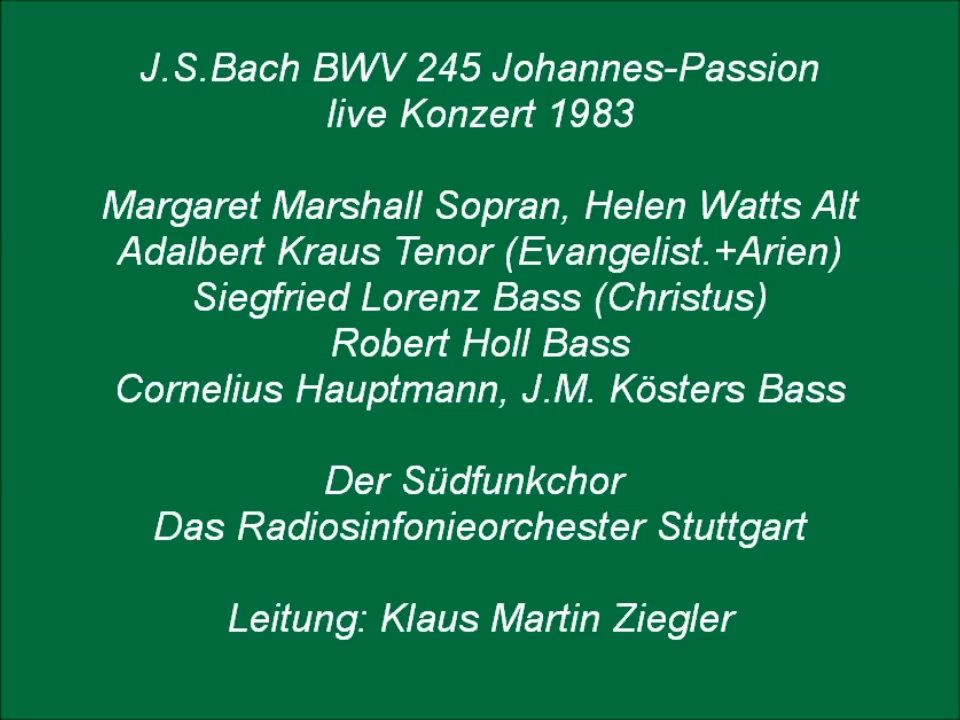 J.S.Bach BWV 245 Johannes-Passion
live Konzert 1983
Margaret Marshall Sopran, Helen Watts Alt
Adalbert Kraus Tenor (Evangelist.+Arien)
Siegfried Lorenz Bass (Christus)
Robert Holl Bass
Cornelius Hauptmann, J.M. Kösters Bass
Der Südfunkchor
Das Radiosinfonieorchester Stuttgart
Leitung: Klaus Martin Ziegler